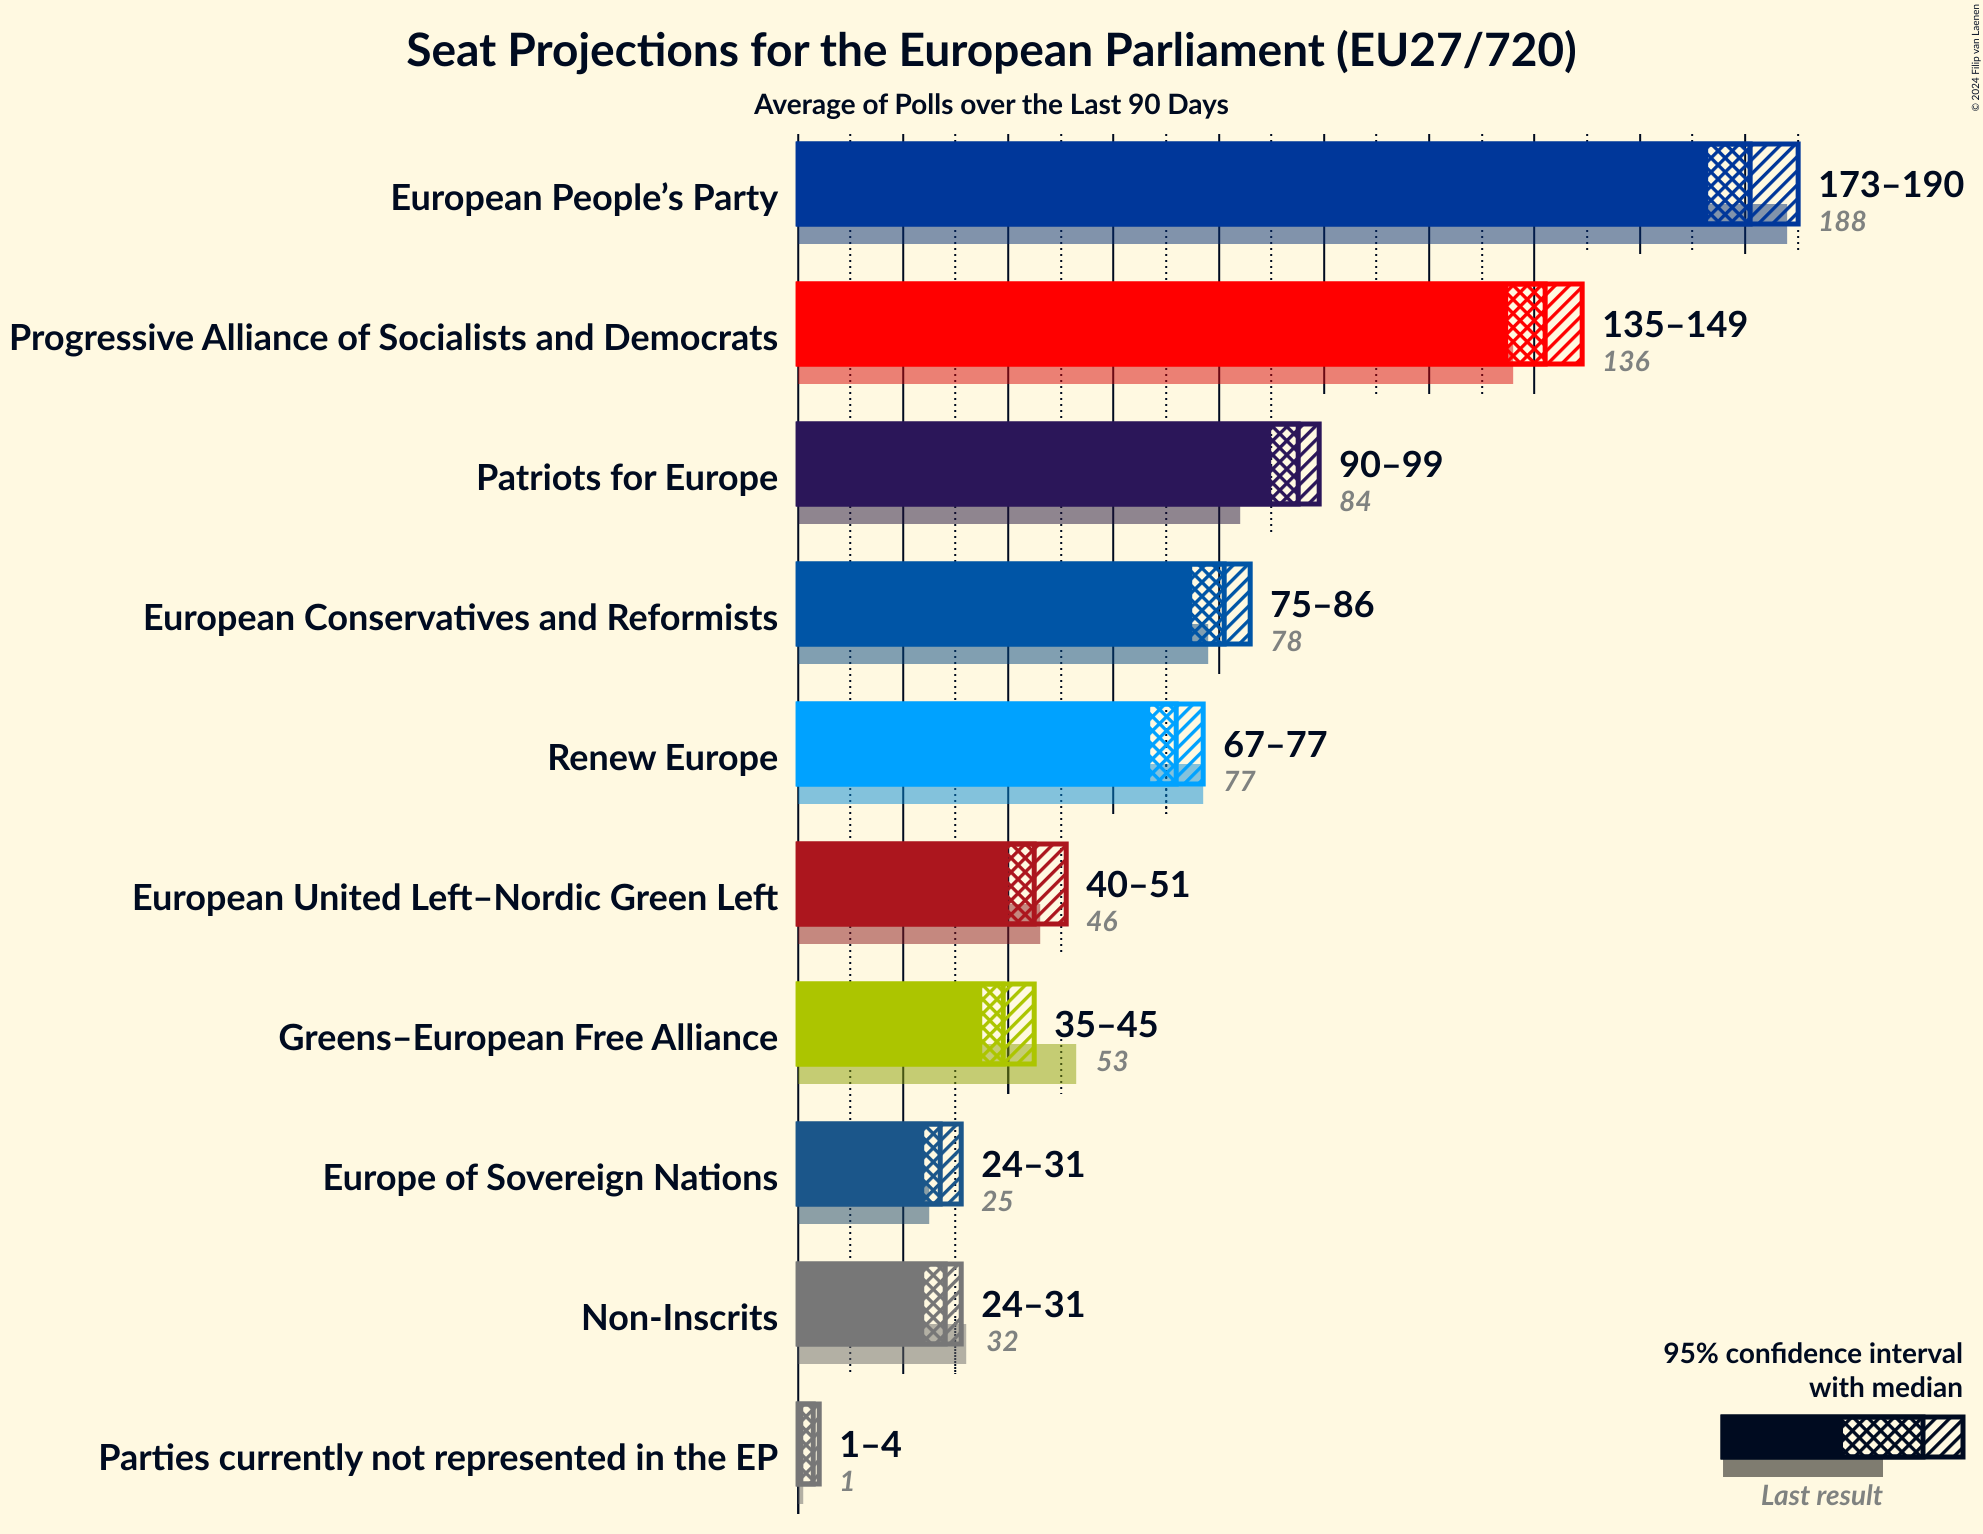 Seat Projections for the European Parliament (EU27/720)
Average of Polls over the Last 90 Days
© 2024 Filip van Laenen
European People’s Party
173–190
188
Progressive Alliance of Socialists and Democrats
135–149
136
Patriots for Europe
90–99
84
European Conservatives and Reformists
75–86
78
Renew Europe
67–77
77
European United Left–Nordic Green Left
40–51
46
Greens–European Free Alliance
35–45
53
Europe of Sovereign Nations
24–31
25
Non-Inscrits
24–31
32
Parties currently not represented in the EP
1–4
1
95% confidence interval
with median
Last result